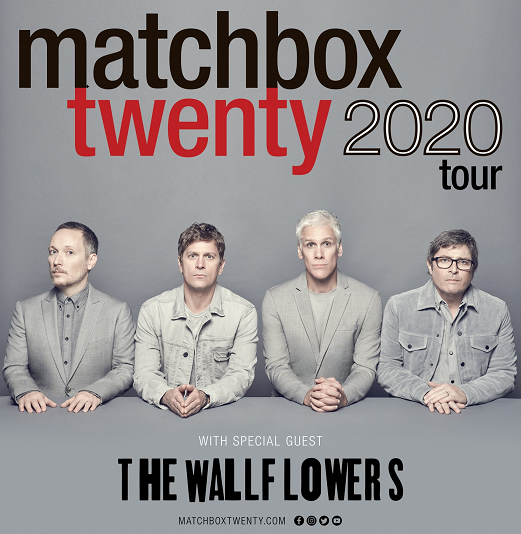 matchbox
twenty 2020
tour
WITH SPECIAL GUEST
THE WALLFLOWERS
MATCHBOXTWENTY.COM